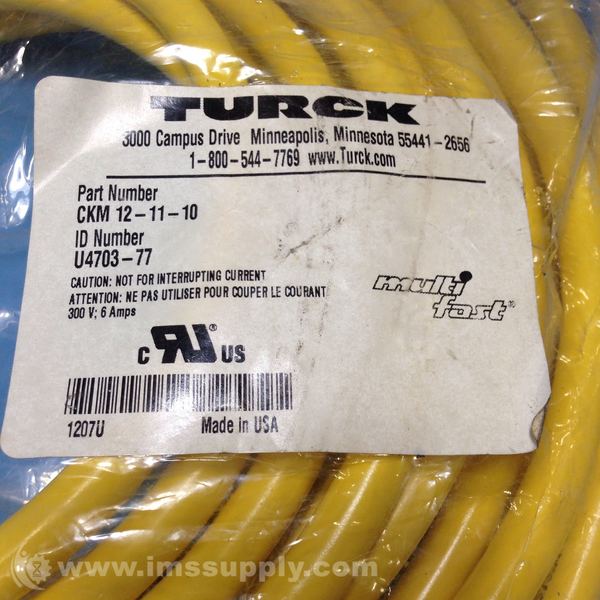 TURCK
3000 Campus Drive Minneapolis, Minnesota 55441-2656
1-800-544-7769 www.Turck.com
Part Number
CKM 12-11-10
ID Number
U4703-77
CAUTION: NOT FOR INTERRUPTING CURRENT
ATTENTION: NE PAS UTILISER POUR COUPER LE COURANT
300 V; 6 Amps
multi
fast®
C RU® US
1207U Made in USA
www.imssupply.com